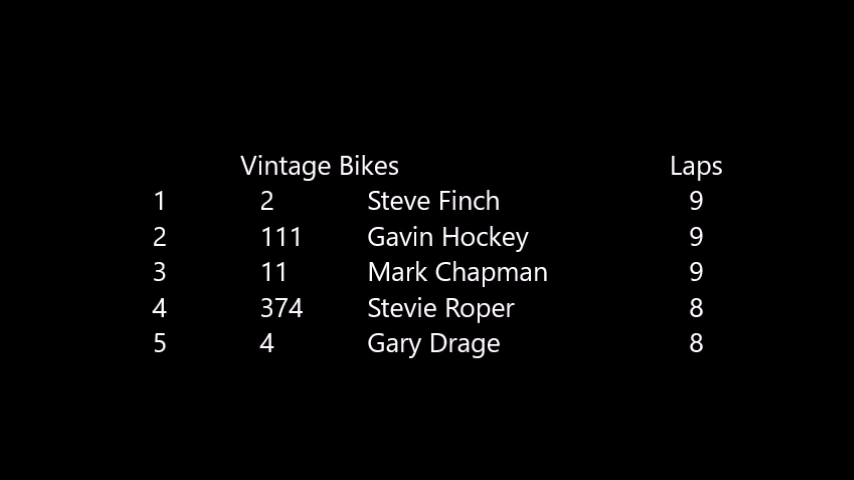 Vintage Bikes Laps
1 2 Steve Finch 9
2 111 Gavin Hockey 9
3 11 Mark Chapman 9
4 374 Stevie Roper 8
5 4 Gary Drage 8